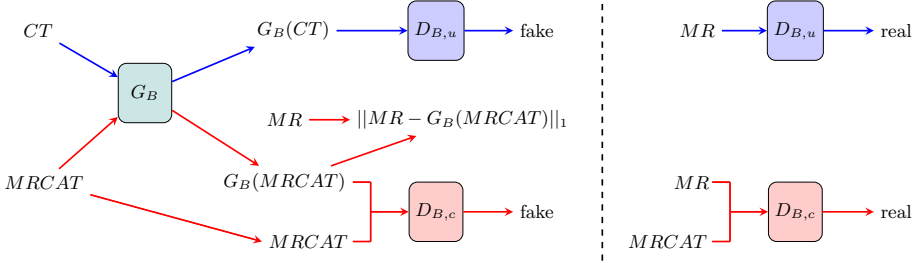 CT
G_B(CT)
D_{B,u}
fake
MR
D_{B,u}
real
G_B
MR
||MR − G_B(MRCAT)||_1
MRCAT
G_B(MRCAT)
D_{B,c}
fake
MRCAT
MR
D_{B,c}
real
MRCAT